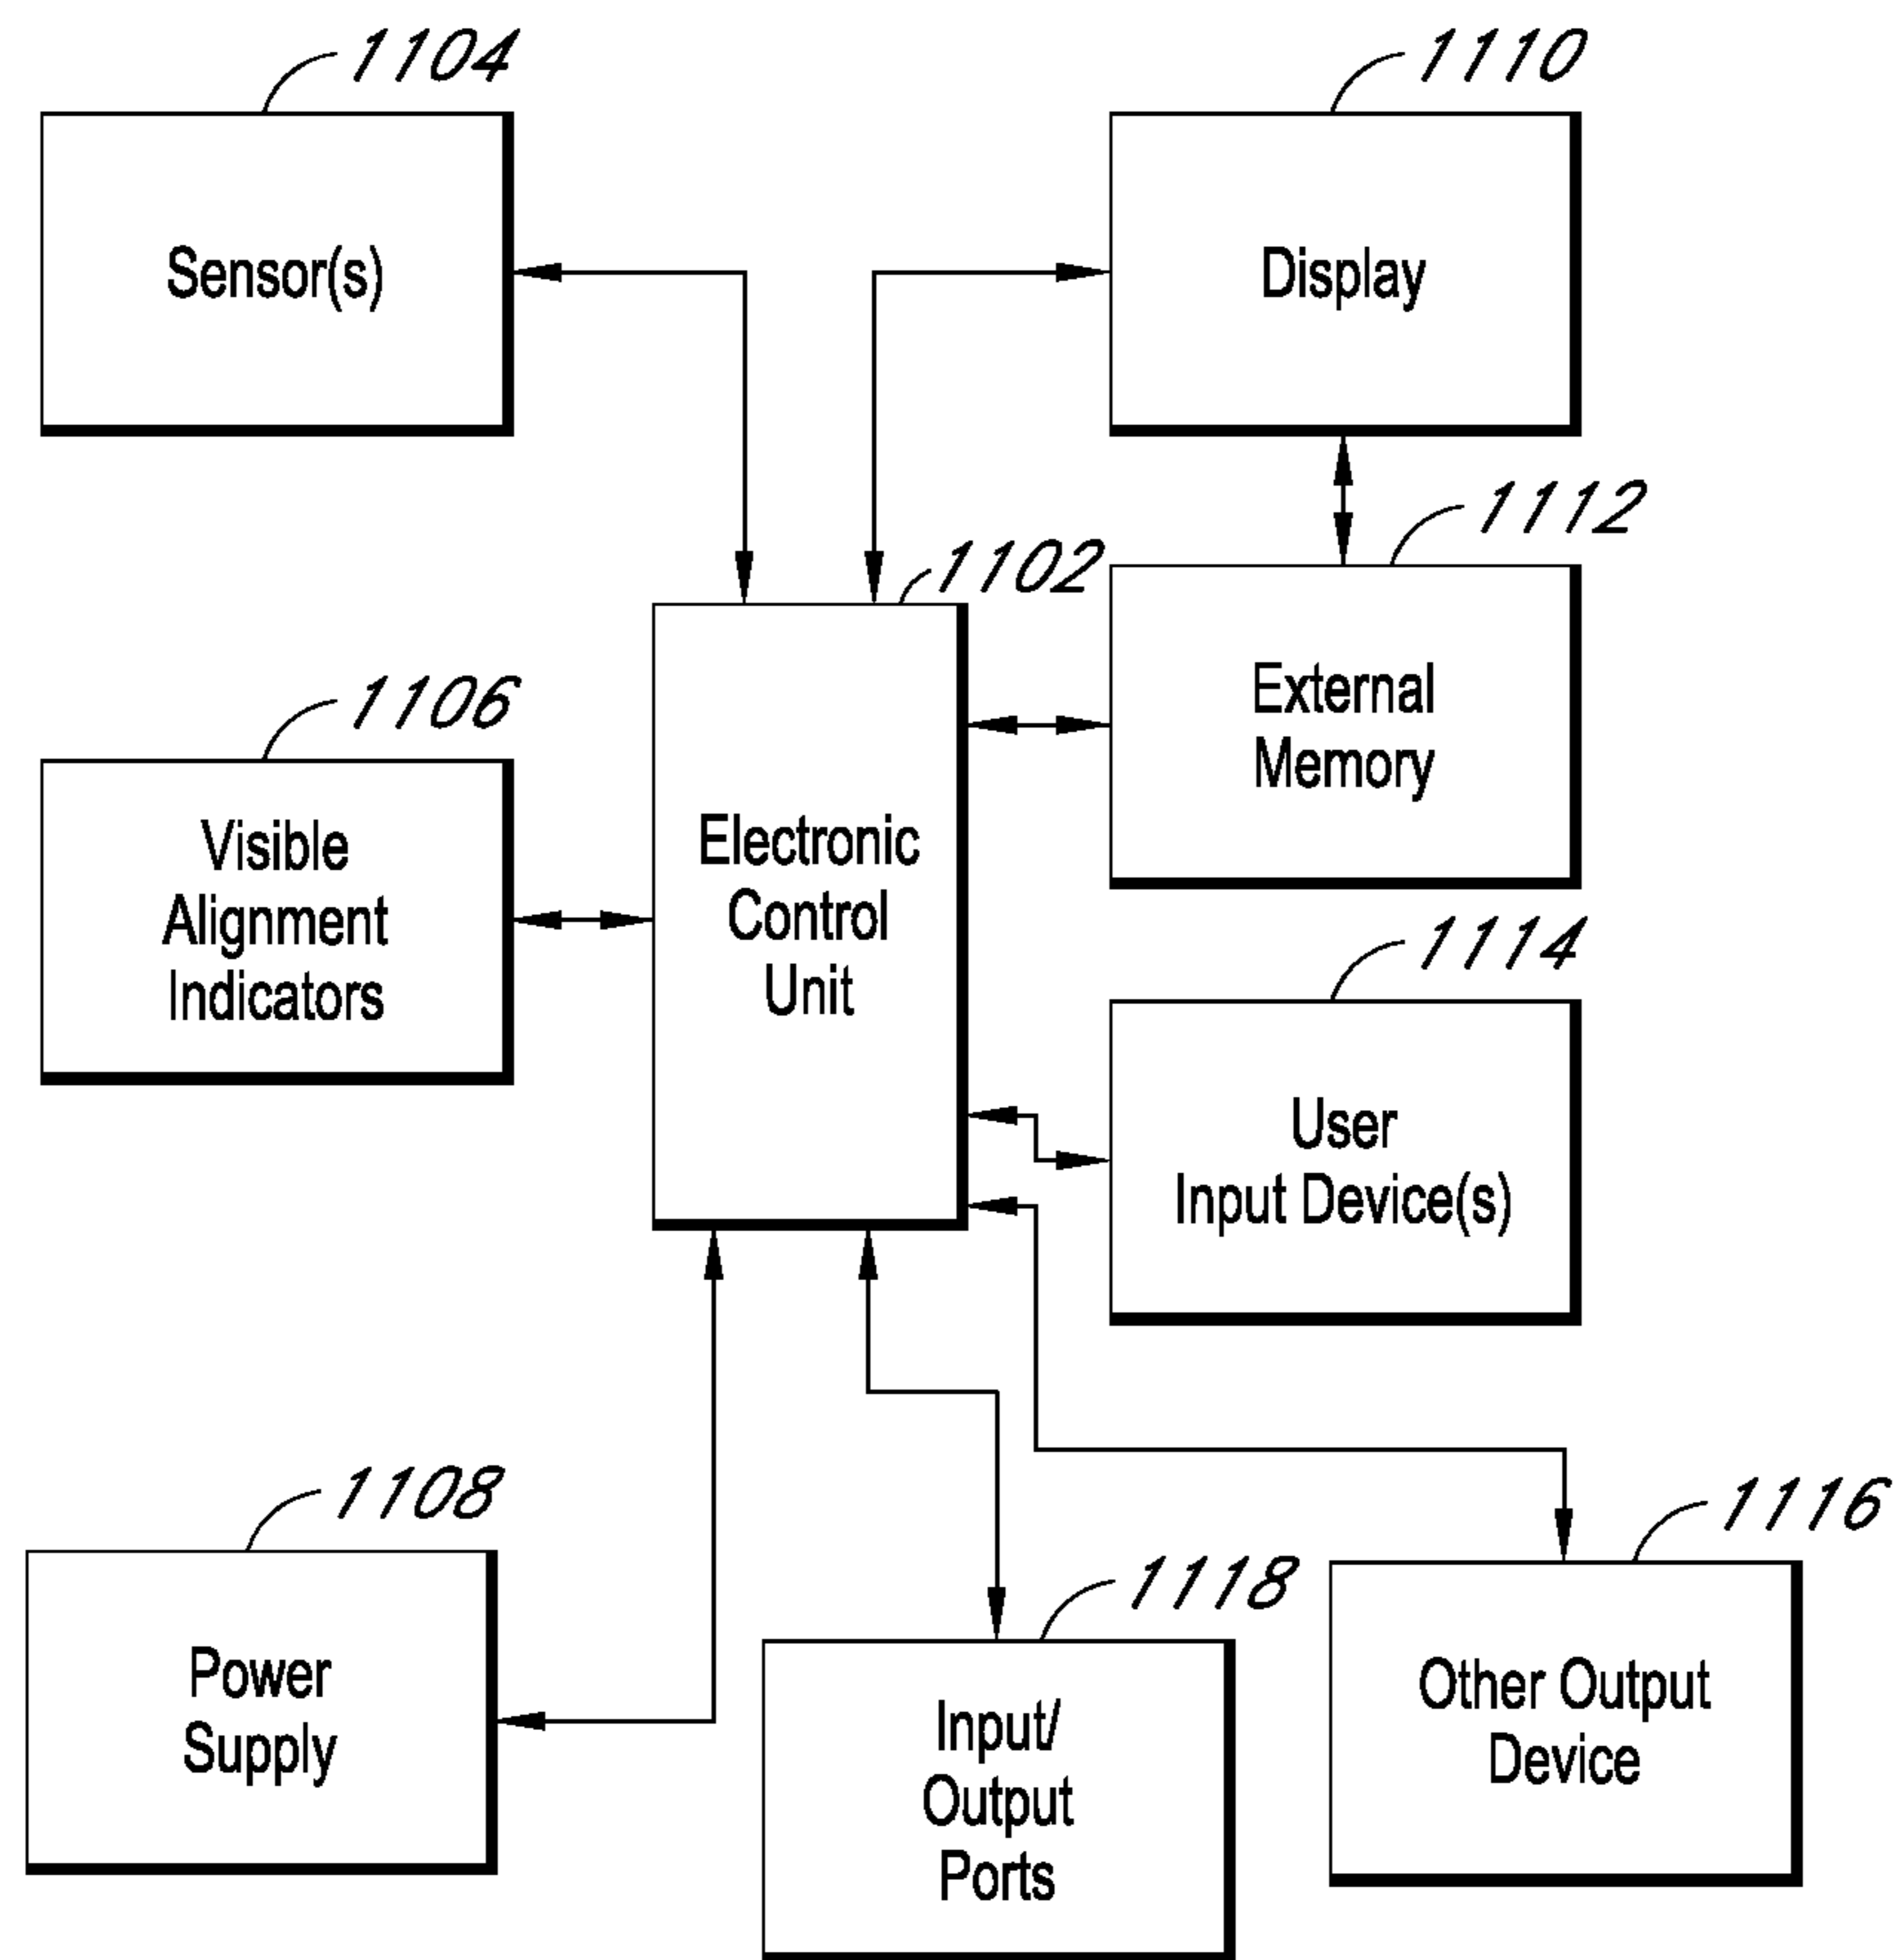 1104
Sensor(s)
1110
Display
1112
External
Memory
1102
Electronic
Control
Unit
1106
Visible
Alignment
Indicators
1114
User
Input Device(s)
1108
Power
Supply
1118
Input/
Output
Ports
1116
Other Output
Device